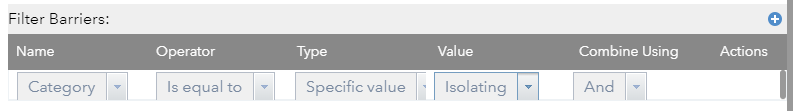 Filter Barriers:
Name Operator Type Value Combine Using Actions
Category Is equal to Specific value Isolating And